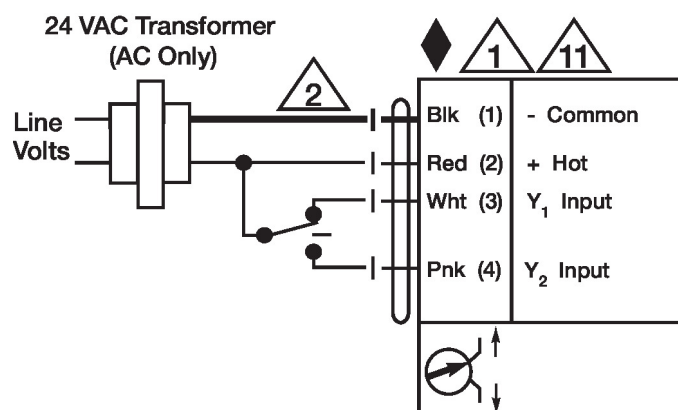 24 VAC Transformer
(AC Only)
1
11
2
Line
Volts
Blk (1) - Common
Red (2) + Hot
Wht (3) Y₁ Input
Pnk (4) Y₂ Input